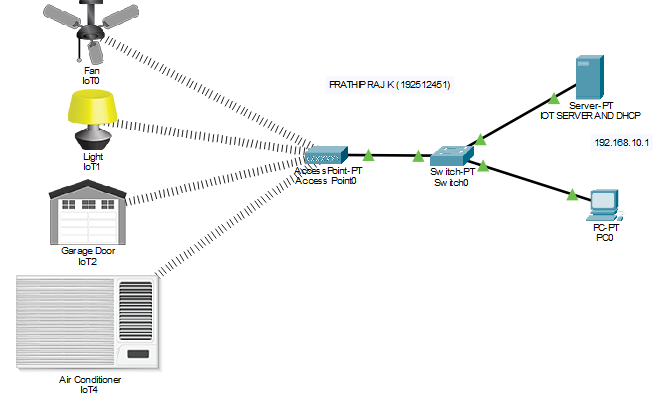 Fan
IoT0
PRATHIP RAJ K ( 192512451)
Server-PT
IOT SERVER AND DHCP
Light
IoT1
192.168.10.1
AccessPoint-PT
Access Point0
Switch-PT
Switch0
PC-PT
PC0
Garage Door
IoT2
Air Conditioner
IoT4